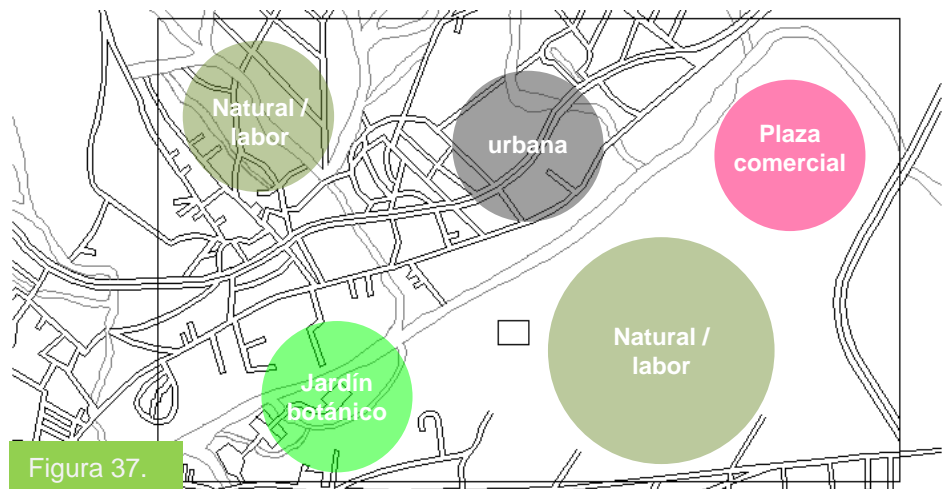 Natural /
labor
urbana
Plaza
comercial
Natural /
labor
Jardín
botánico
Figura 37.